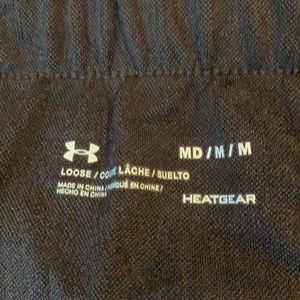 MD/M/M
LOOSE / COUPE LÂCHE / SUELTO
MADE IN CHINA / FABRIQUÉ EN CHINE /
HECHO EN CHINA
HEATGEAR